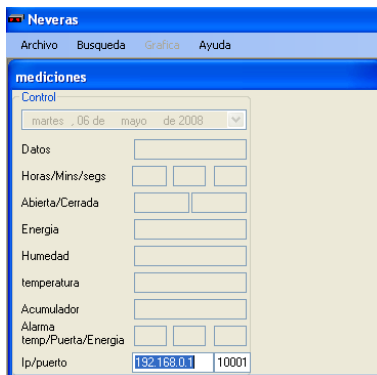 Neveras
Archivo Busqueda Grafica Ayuda
mediciones
Control
martes , 06 de mayo de 2008
Datos
Horas/Mins/segs
Abierta/Cerrada
Energia
Humedad
temperatura
Acumulador
Alarma
temp/Puerta/Energia
Ip/puerto 192.168.0.1 10001